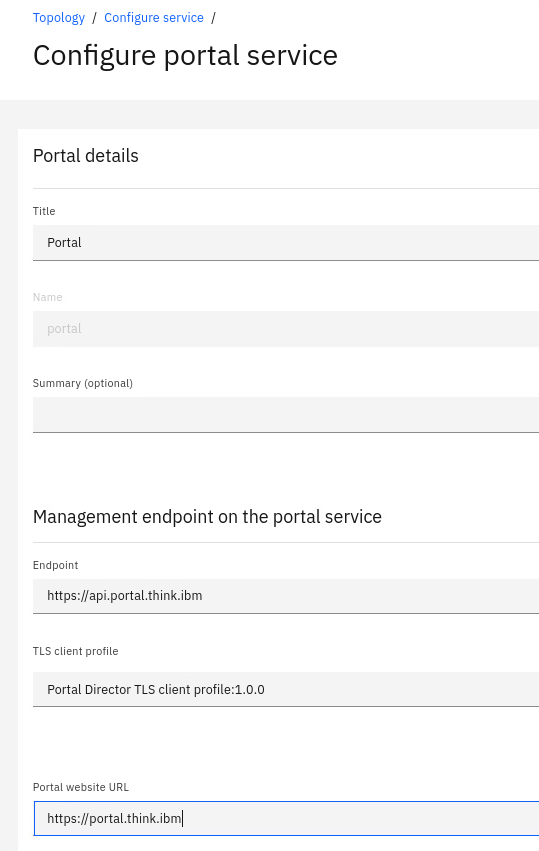 Topology / Configure service /
Configure portal service
Portal details
Title
Portal
Name
portal
Summary (optional)
Management endpoint on the portal service
Endpoint
https://api.portal.think.ibm
TLS client profile
Portal Director TLS client profile:1.0.0
Portal website URL
https://portal.think.ibm